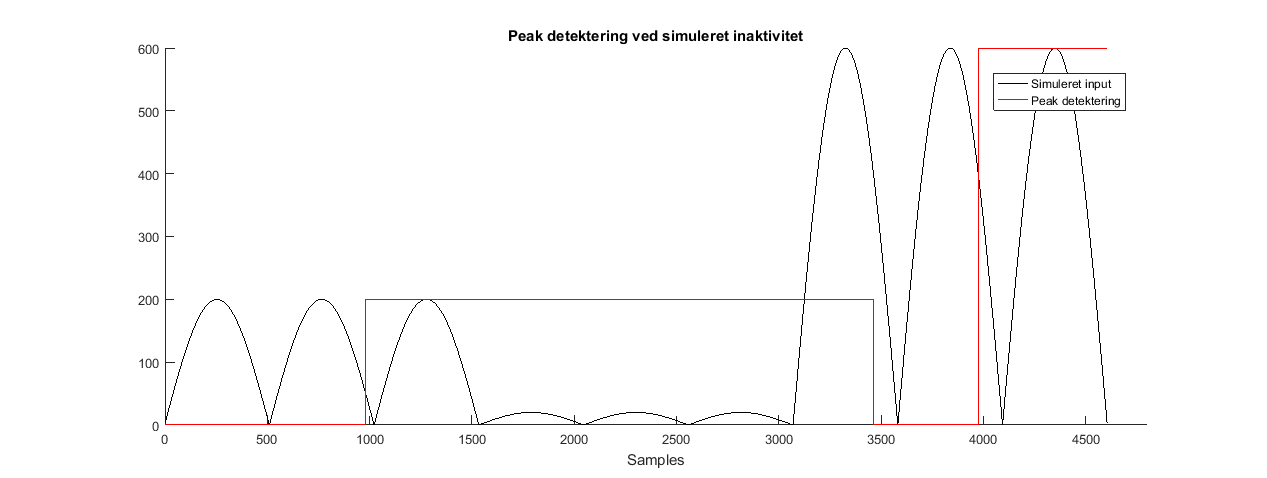 Peak detektering ved simuleret inaktivitet
600
500
400
300
200
100
0
Simuleret input
Peak detektering
0 500 1000 1500 2000 2500 3000 3500 4000 4500
Samples